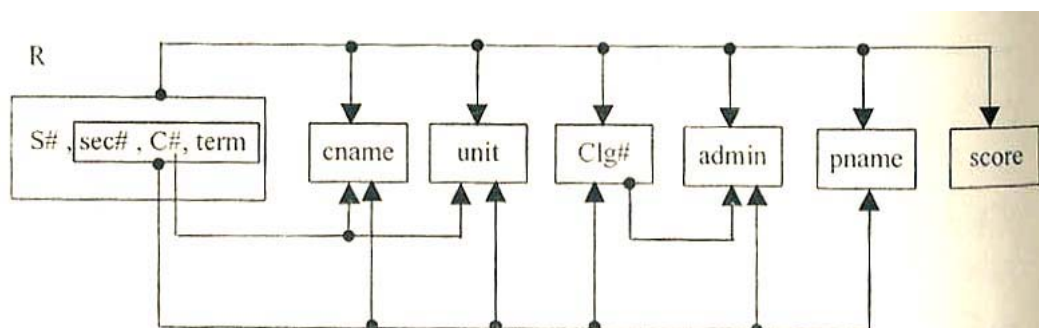 R
S# , sec# , C#, term
cname
unit
Clg#
admin
pname
score